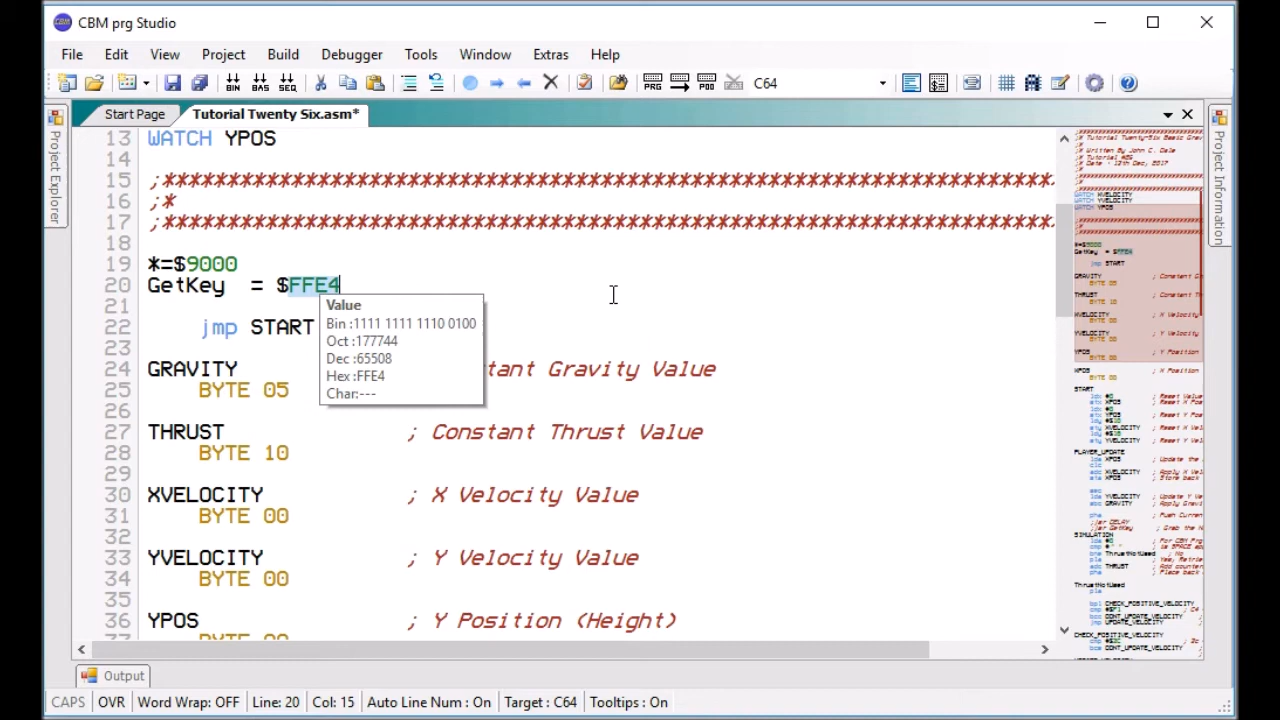 CBM prg Studio
File Edit View Project Build Debugger Tools Window Extras Help
BIN BAS SEQ PRG POO C64
Start Page Tutorial Twenty Six.asm*
Project Explorer
Project Information
13 WATCH YPOS
14
15 ;**********************************************************************
16 ;*
17 ;**********************************************************************
18
19 *=$9000
20 GetKey = $FFE4
21
22 jmp START
23
24 GRAVITY tant Gravity Value
25 BYTE 05
26
27 THRUST ; Constant Thrust Value
28 BYTE 10
29
30 XVELOCITY ; X Velocity Value
31 BYTE 00
32
33 YVELOCITY ; Y Velocity Value
34 BYTE 00
35
36 YPOS ; Y Position (Height)
Value
Bin :1111 1111 1110 0100
Oct :177744
Dec :65508
Hex :FFE4
Char:---
Output
CAPS OVR Word Wrap: OFF Line: 20 Col: 15 Auto Line Num : On Target : C64 Tooltips : On